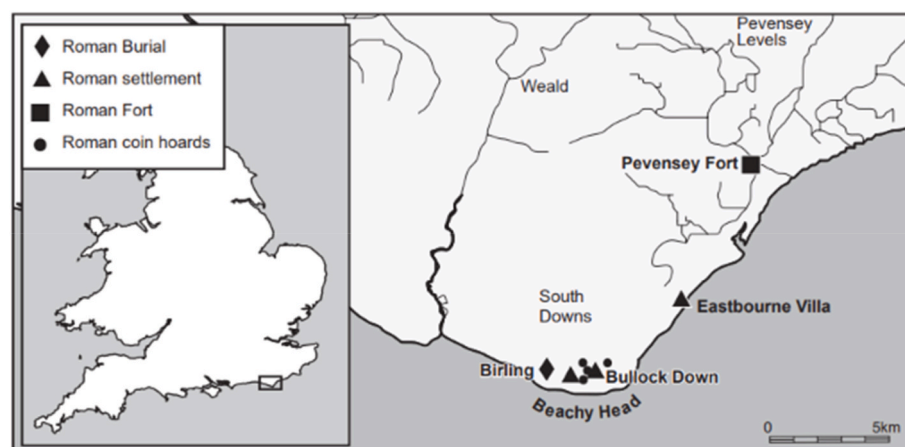 Roman Burial
Roman settlement
Roman Fort
Roman coin hoards
Pevensey
Levels
Weald
Pevensey Fort
South
Downs
Eastbourne Villa
Birling
Bullock Down
Beachy Head
0 5km